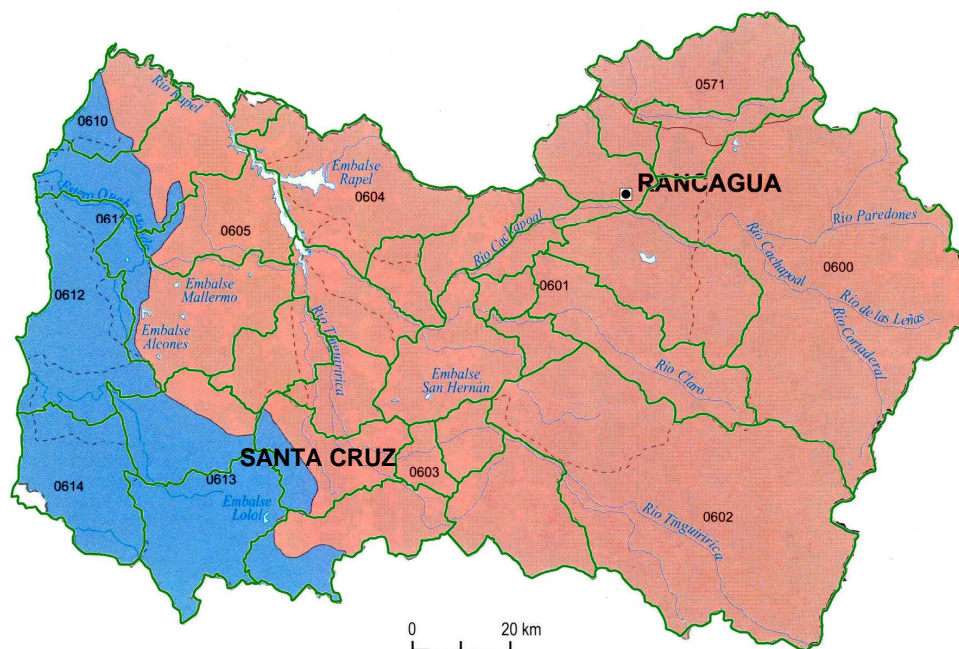 0571
Río Rapel
0610
Embalse
Rapel
RANCAGUA
0604
Río Paredones
0611
Río Cachapoal
0605
Río Cachapoal
0600
0601
Embalse
Mallermo
0612
Río de las Leñas
Embalse
Alcones
Río Tinguiririca
Río Cortaderal
Río Claro
Embalse
San Hernán
SANTA CRUZ
0603
0613
0614
Embalse
Lolol
0602
Río Tinguiririca
0
20 km